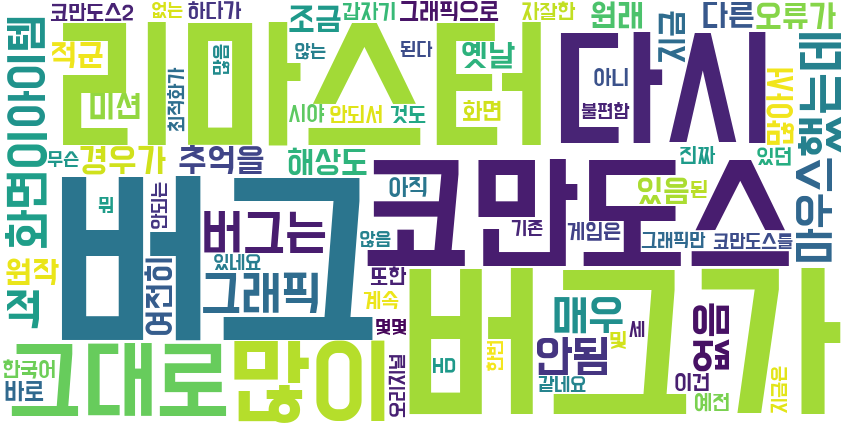 코만도스2 없는 하다가 조금 갑자기 그래픽으로 자잘한 원래 다른 오류가
적군 많음 않는 된다 옛날 지금
리마스터 다시
미션 최적화가 시야 안되서 것도 화면 아니 불편함 많아서 했는데
화면이 아이템 무슨 경우가 추억을 해상도 진짜 있던
버그 코만도스 마우스
뭐 안되는 버그는 아직 있음 된
원작 있네요 않음 기존 게임은 그래픽만 코만도스를
적 여전히 그래픽 또한 계속 몇몇 매우 없음
버그가
그대로 많이 오리지널 HD 한번 안됨 및 세
한국어 바로 같네요 이건 예전 지금은